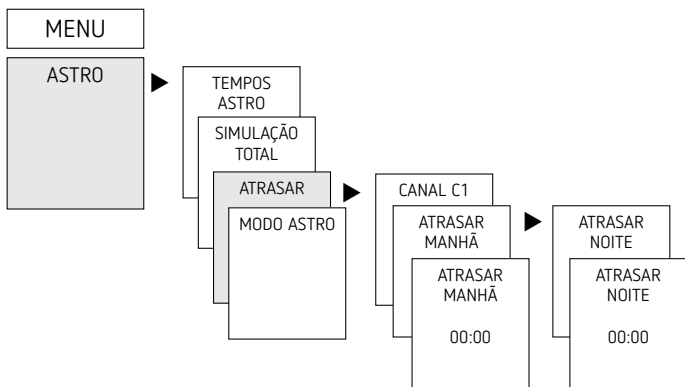 MENU
ASTRO
TEMPOS
ASTRO
SIMULAÇÃO
TOTAL
ATRASAR
MODO ASTRO
CANAL C1
ATRASAR
MANHÃ
ATRASAR
MANHÃ
00:00
ATRASAR
NOITE
ATRASAR
NOITE
00:00